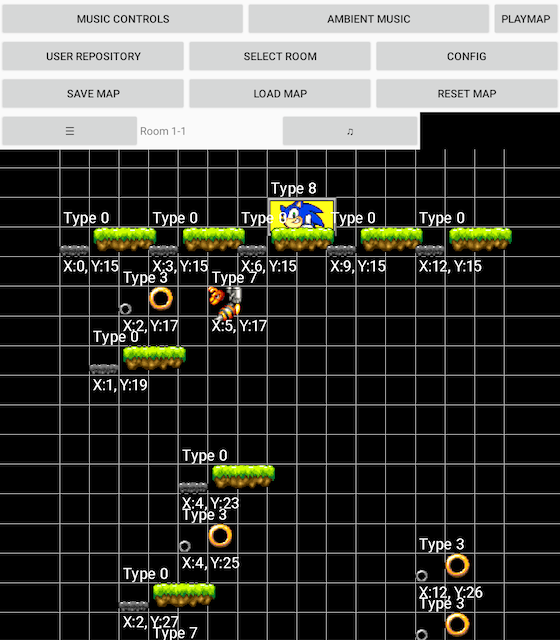 MUSIC CONTROLS AMBIENT MUSIC PLAYMAP
USER REPOSITORY SELECT ROOM CONFIG
SAVE MAP LOAD MAP RESET MAP
☰ Room 1-1 ♫
Type 8
Type 0 Type 0 Type Type 0 Type 0
X:0, Y:15 X:3, Y:15 X:6, Y:15 X:9, Y:15 X:12, Y:15
Type 3 Type 7
X:2, Y:17 X:5, Y:17
Type 0
X:1, Y:19
Type 0
X:4, Y:23
Type 3
X:4, Y:25
Type 3
Type 0
X:12, Y:26
Type 3
X:2, Y:27
Type 7